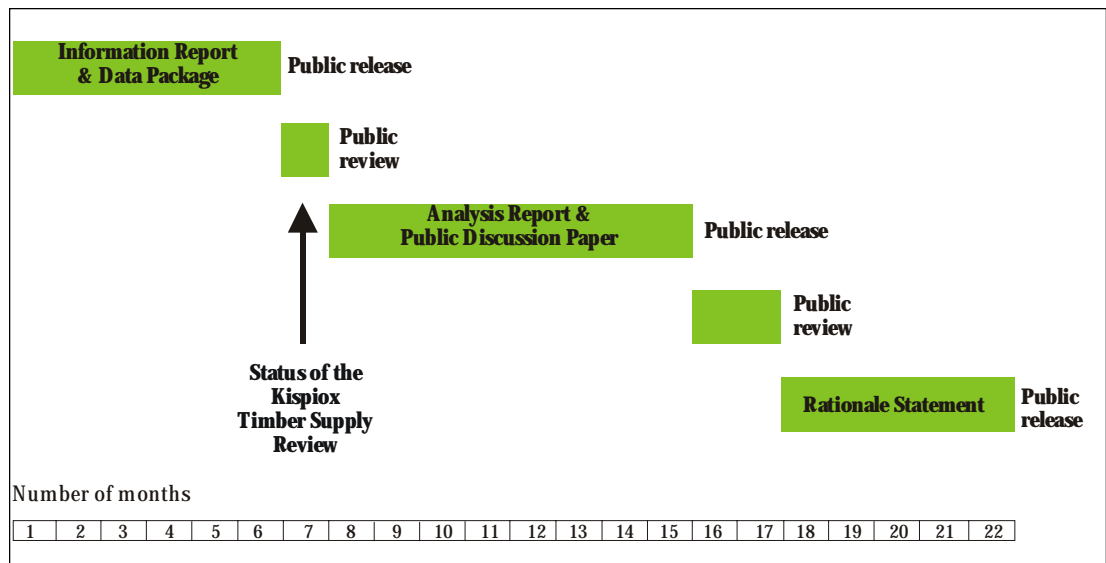 Information Report
& Data Package
Public release
Public
review
Analysis Report &
Public Discussion Paper
Public release
Public
review
Status of the
Kispiox
Timber Supply
Review
Rationale Statement
Public
release
Number of months
1 2 3 4 5 6 7 8 9 10 11 12 13 14 15 16 17 18 19 20 21 22